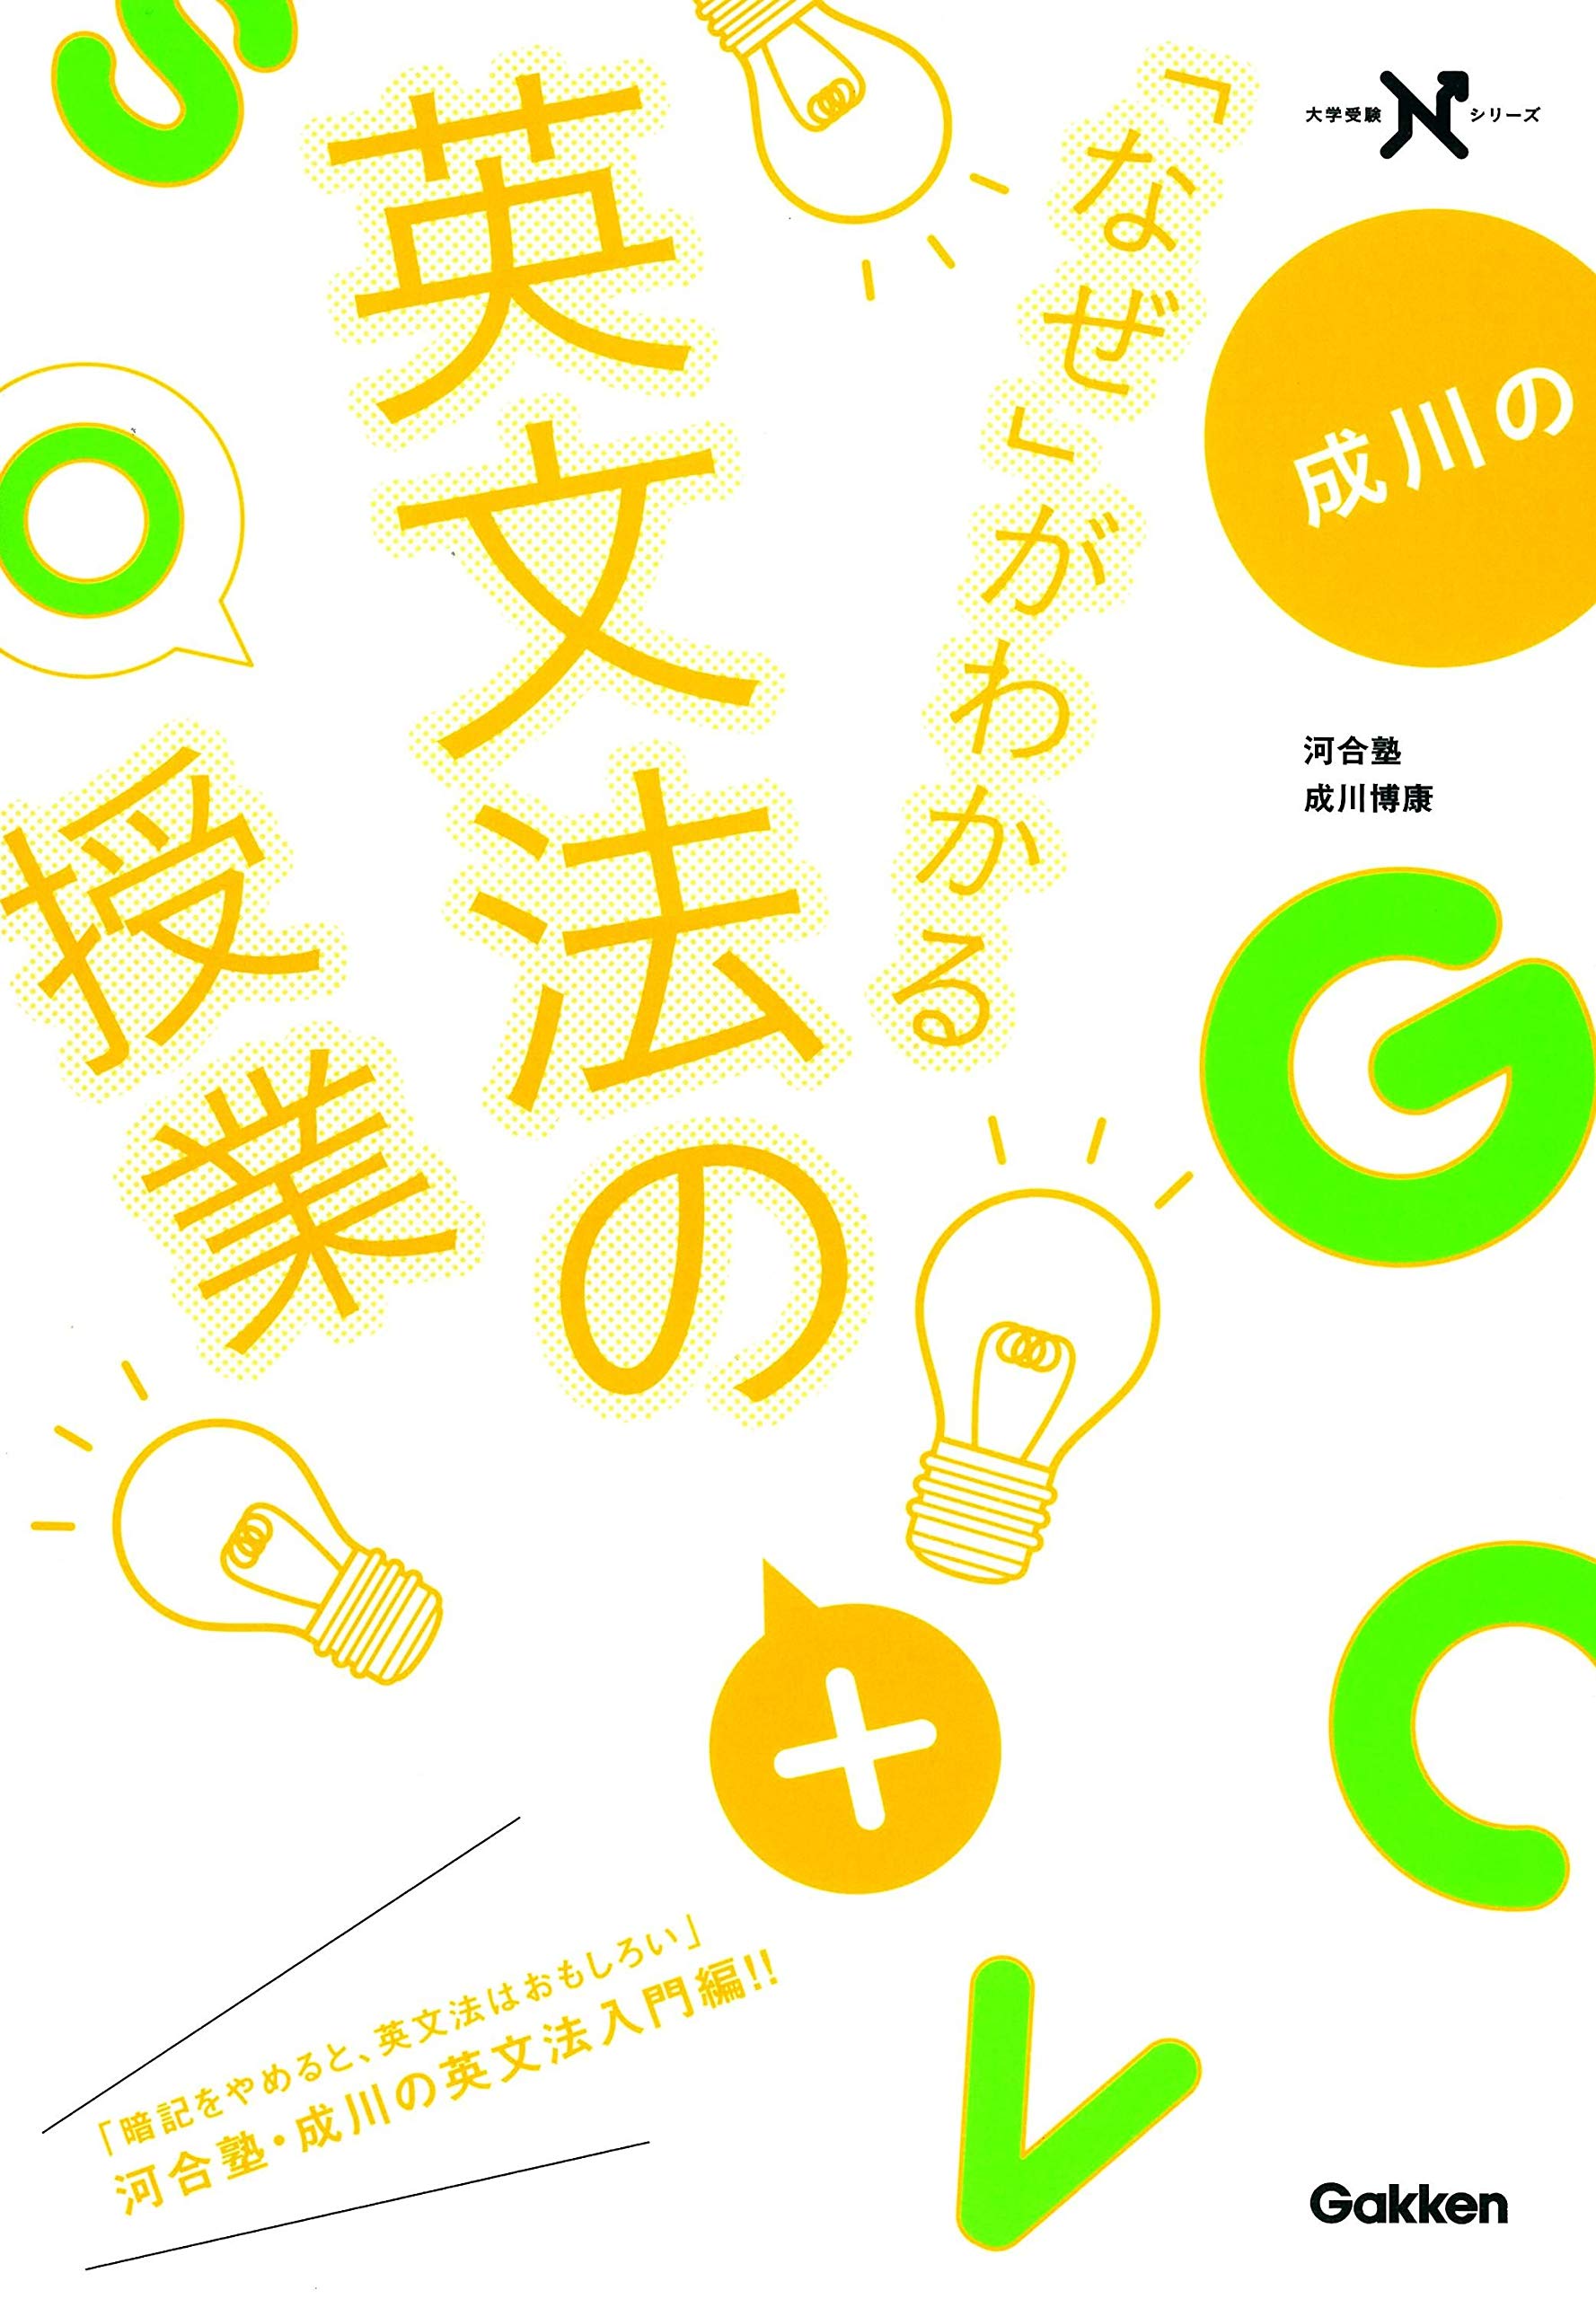 大学受験 N シリーズ
成川の
「なぜ」がわかる
英文法の
授業
河合塾
成川博康
S
O
G
C
V
「暗記をやめると、英文法はおもしろい」
河合塾・成川の英文法入門編!!
Gakken